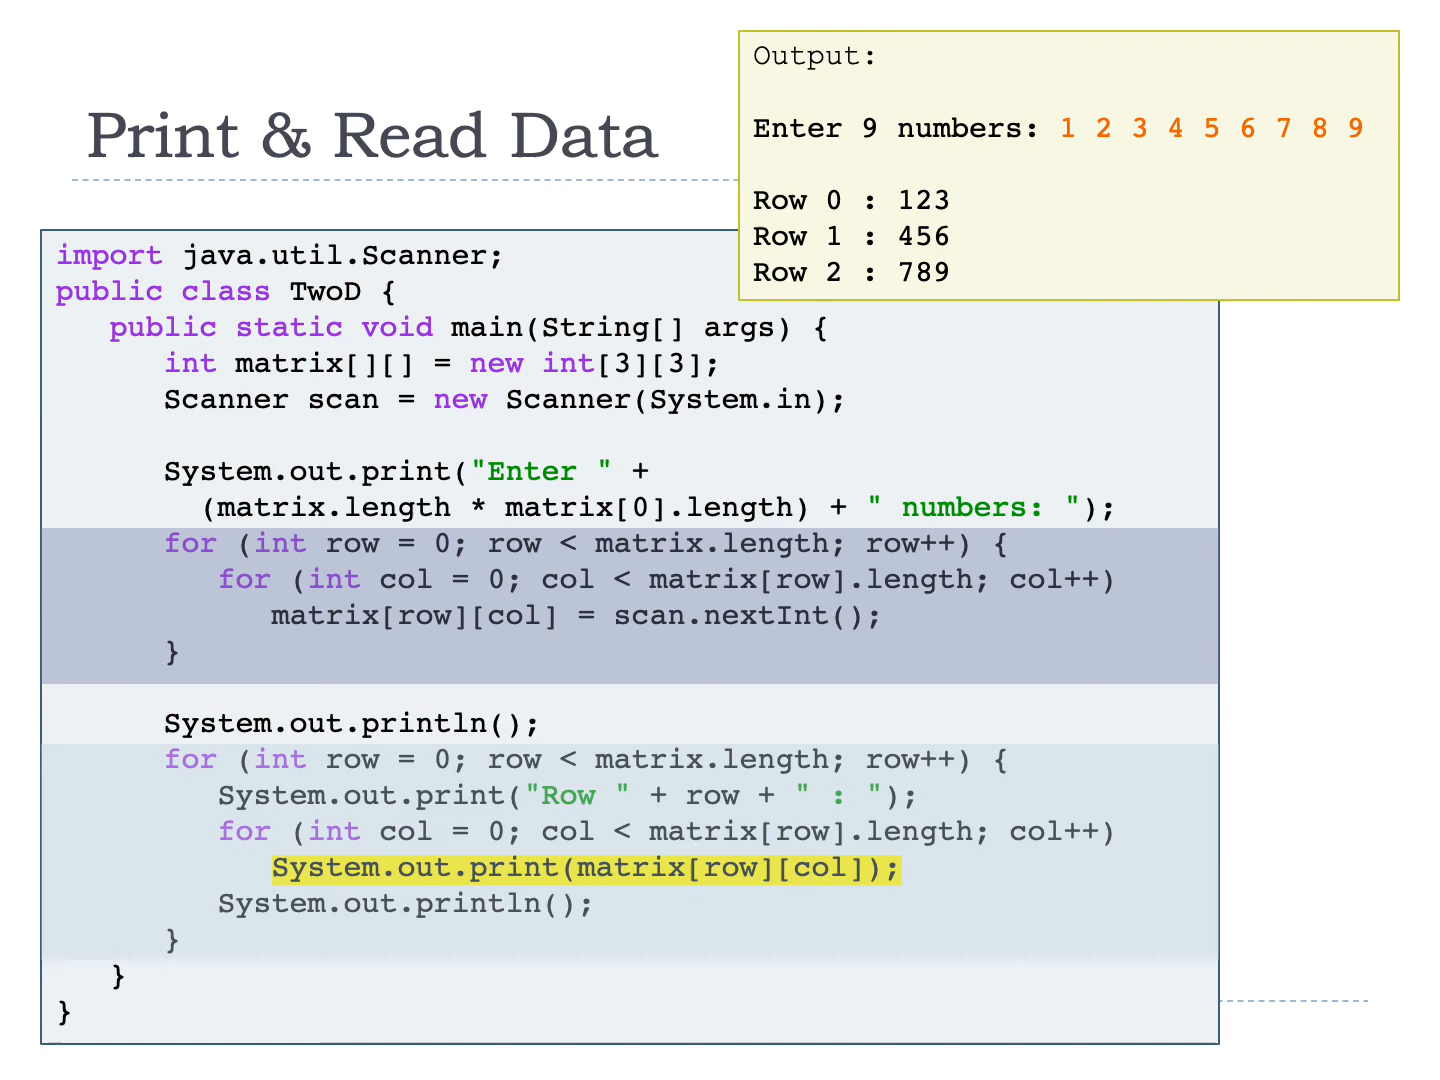 Print & Read Data
Output:
Enter 9 numbers: 1 2 3 4 5 6 7 8 9
Row 0 : 123
Row 1 : 456
Row 2 : 789
import java.util.Scanner;
public class TwoD {
   public static void main(String[] args) {
      int matrix[][] = new int[3][3];
      Scanner scan = new Scanner(System.in);
      System.out.print("Enter " +
        (matrix.length * matrix[0].length) + " numbers: ");
      for (int row = 0; row < matrix.length; row++) {
         for (int col = 0; col < matrix[row].length; col++)
            matrix[row][col] = scan.nextInt();
      }
      System.out.println();
      for (int row = 0; row < matrix.length; row++) {
         System.out.print("Row " + row + " : ");
         for (int col = 0; col < matrix[row].length; col++)
            System.out.print(matrix[row][col]);
         System.out.println();
      }
   }
}